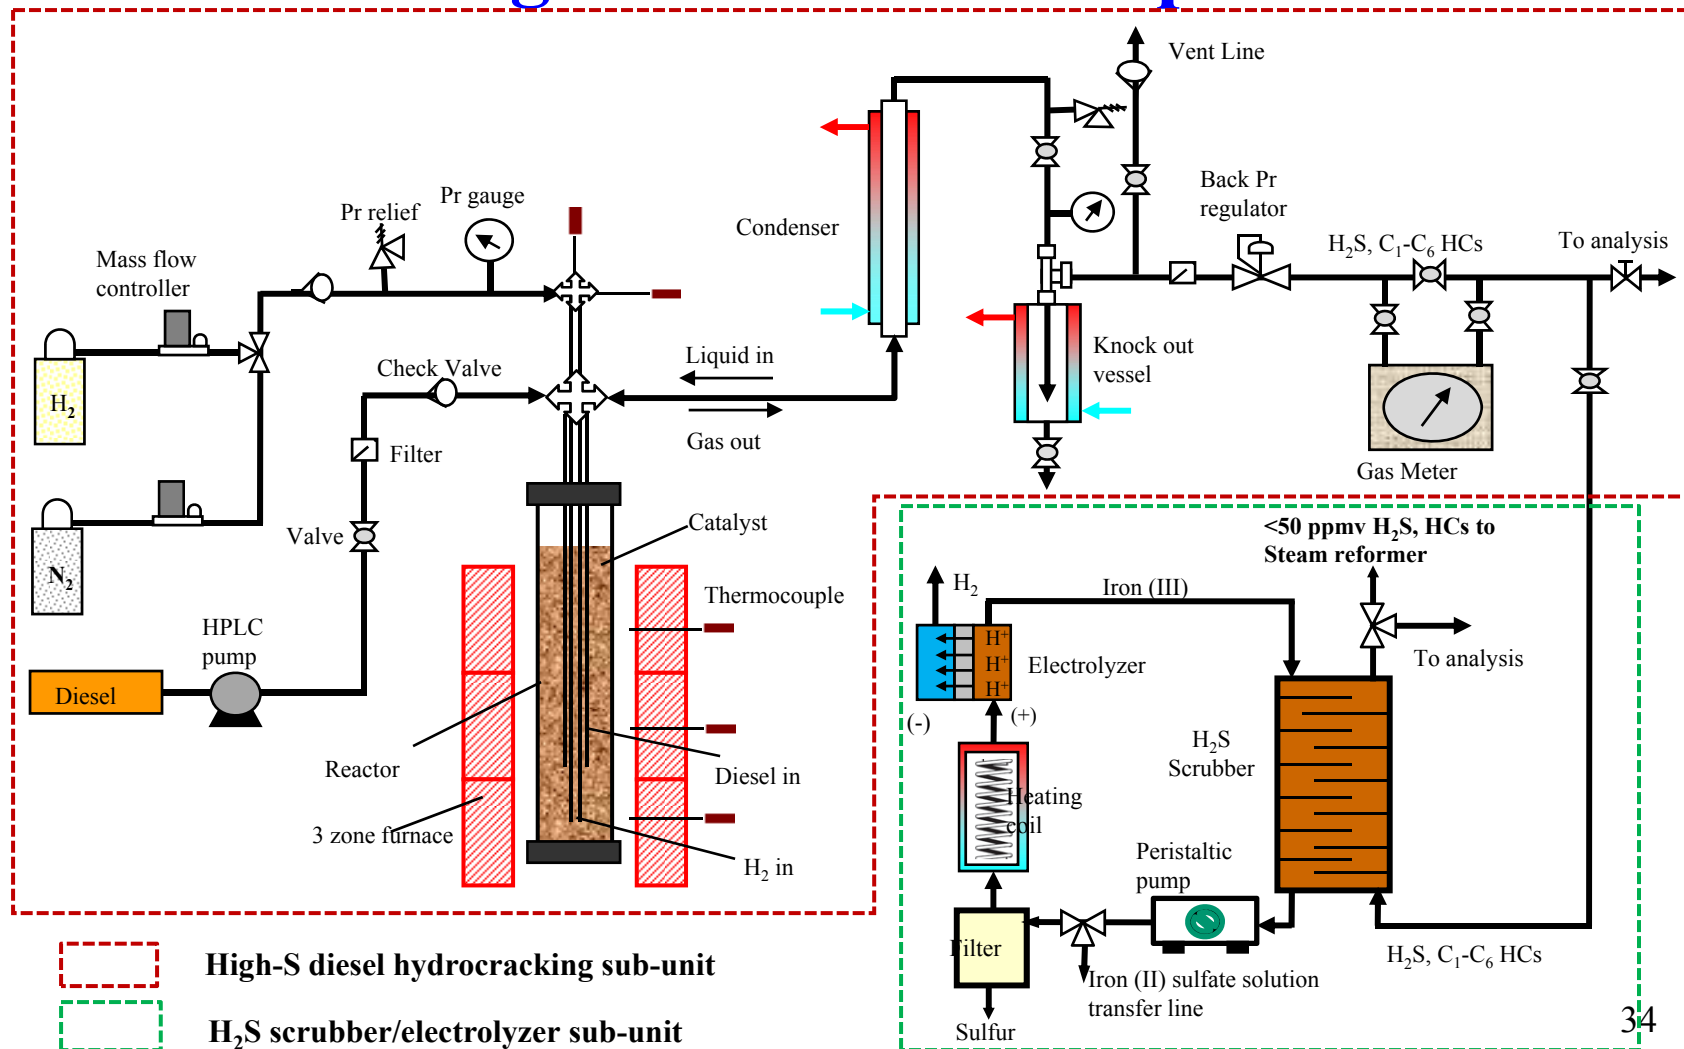 Vent Line
Pr gauge
Pr relief
Back Pr
regulator
Condenser
H₂S, C₁-C₆ HCs
To analysis
Mass flow
controller
Liquid in
Knock out
vessel
Check Valve
H₂
Gas out
Filter
Gas Meter
Catalyst
Valve
<50 ppmv H₂S, HCs to
Steam reformer
N₂
Thermocouple
H₂
Iron (III)
HPLC
pump
H⁺
H⁺
H⁺
Electrolyzer
To analysis
Diesel
(-)
(+)
H₂S
Scrubber
Reactor
Diesel in
Heating
coil
3 zone furnace
H₂ in
Peristaltic
pump
Filter
H₂S, C₁-C₆ HCs
Iron (II) sulfate solution
transfer line
Sulfur
High-S diesel hydrocracking sub-unit
H₂S scrubber/electrolyzer sub-unit
34